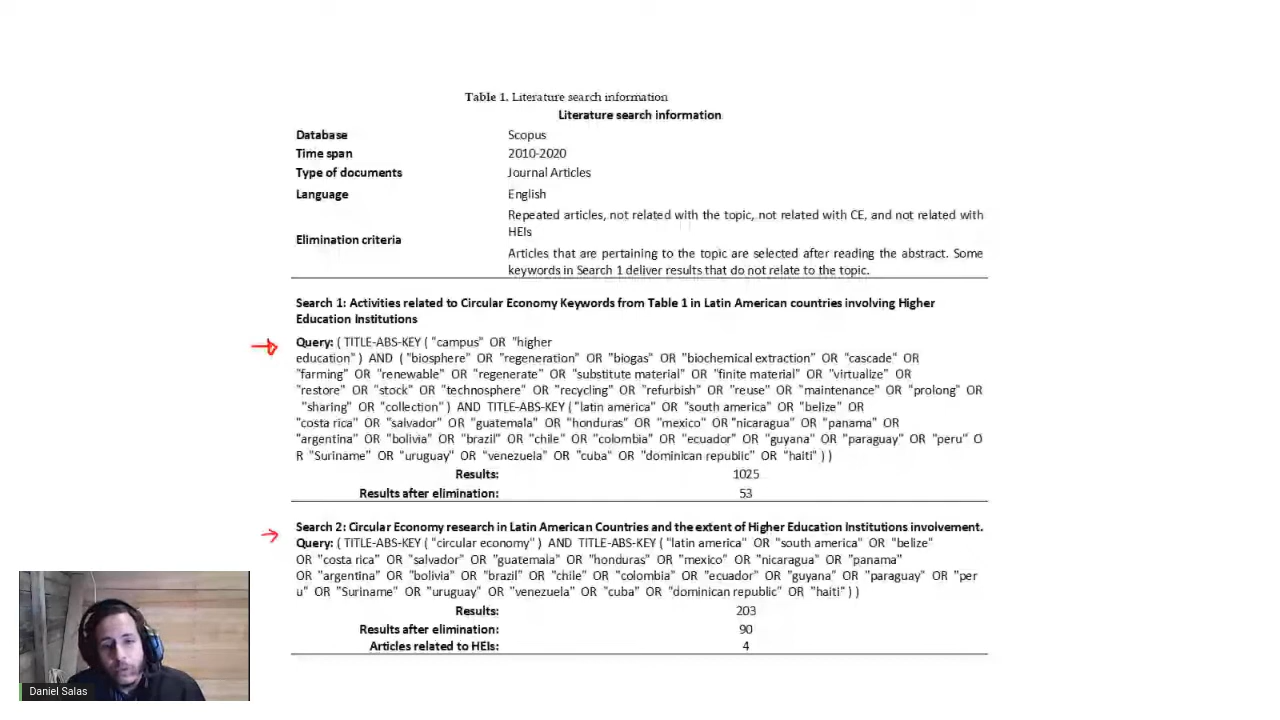 Table 1. Literature search information
Literature search information
Database Scopus
Time span 2010-2020
Type of documents Journal Articles
Language English
Elimination criteria
Repeated articles, not related with the topic, not related with CE, and not related with
HEIs
Articles that are pertaining to the topic are selected after reading the abstract. Some
keywords in Search 1 deliver results that do not relate to the topic.
Search 1: Activities related to Circular Economy Keywords from Table 1 in Latin American countries involving Higher
Education Institutions
Query: ( TITLE-ABS-KEY ( "campus" OR "higher
education" ) AND ( "biosphere" OR "regeneration" OR "biogas" OR "biochemical extraction" OR "cascade" OR
"farming" OR "renewable" OR "regenerate" OR "substitute material" OR "finite material" OR "virtualize" OR
"restore" OR "stock" OR "technosphere" OR "recycling" OR "refurbish" OR "reuse" OR "maintenance" OR "prolong" OR
"sharing" OR "collection" ) AND TITLE-ABS-KEY ( "latin america" OR "south america" OR "belize" OR
"costa rica" OR "salvador" OR "guatemala" OR "honduras" OR "mexico" OR "nicaragua" OR "panama" OR
"argentina" OR "bolivia" OR "brazil" OR "chile" OR "colombia" OR "ecuador" OR "guyana" OR "paraguay" OR "peru" O
R "Suriname" OR "uruguay" OR "venezuela" OR "cuba" OR "dominican republic" OR "haiti" ) )
Results: 1025
Results after elimination: 53
Search 2: Circular Economy research in Latin American Countries and the extent of Higher Education Institutions involvement.
Query: ( TITLE-ABS-KEY ( "circular economy" ) AND TITLE-ABS-KEY ( "latin america" OR "south america" OR "belize"
OR "costa rica" OR "salvador" OR "guatemala" OR "honduras" OR "mexico" OR "nicaragua" OR "panama"
OR "argentina" OR "bolivia" OR "brazil" OR "chile" OR "colombia" OR "ecuador" OR "guyana" OR "paraguay" OR "per
u" OR "Suriname" OR "uruguay" OR "venezuela" OR "cuba" OR "dominican republic" OR "haiti" ) )
Results: 203
Results after elimination: 90
Articles related to HEIs: 4
Daniel Salas